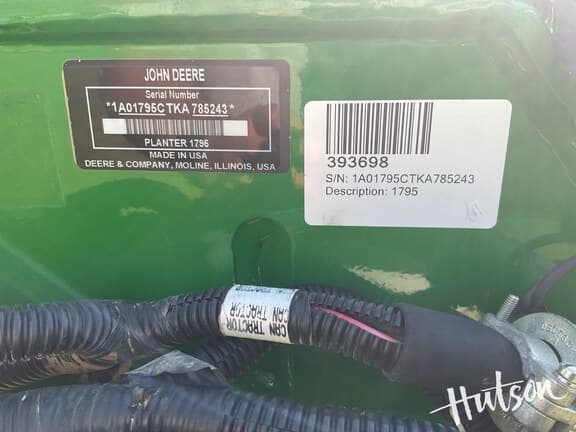 JOHN DEERE
Serial Number
*1A01795CTKA785243*
PLANTER 1795
MADE IN USA
DEERE & COMPANY, MOLINE, ILLINOIS, USA
393698
S/N: 1A01795CTKA785243
Description: 1795
CAN TRACTOR
CAN TRACTOR
Hutson